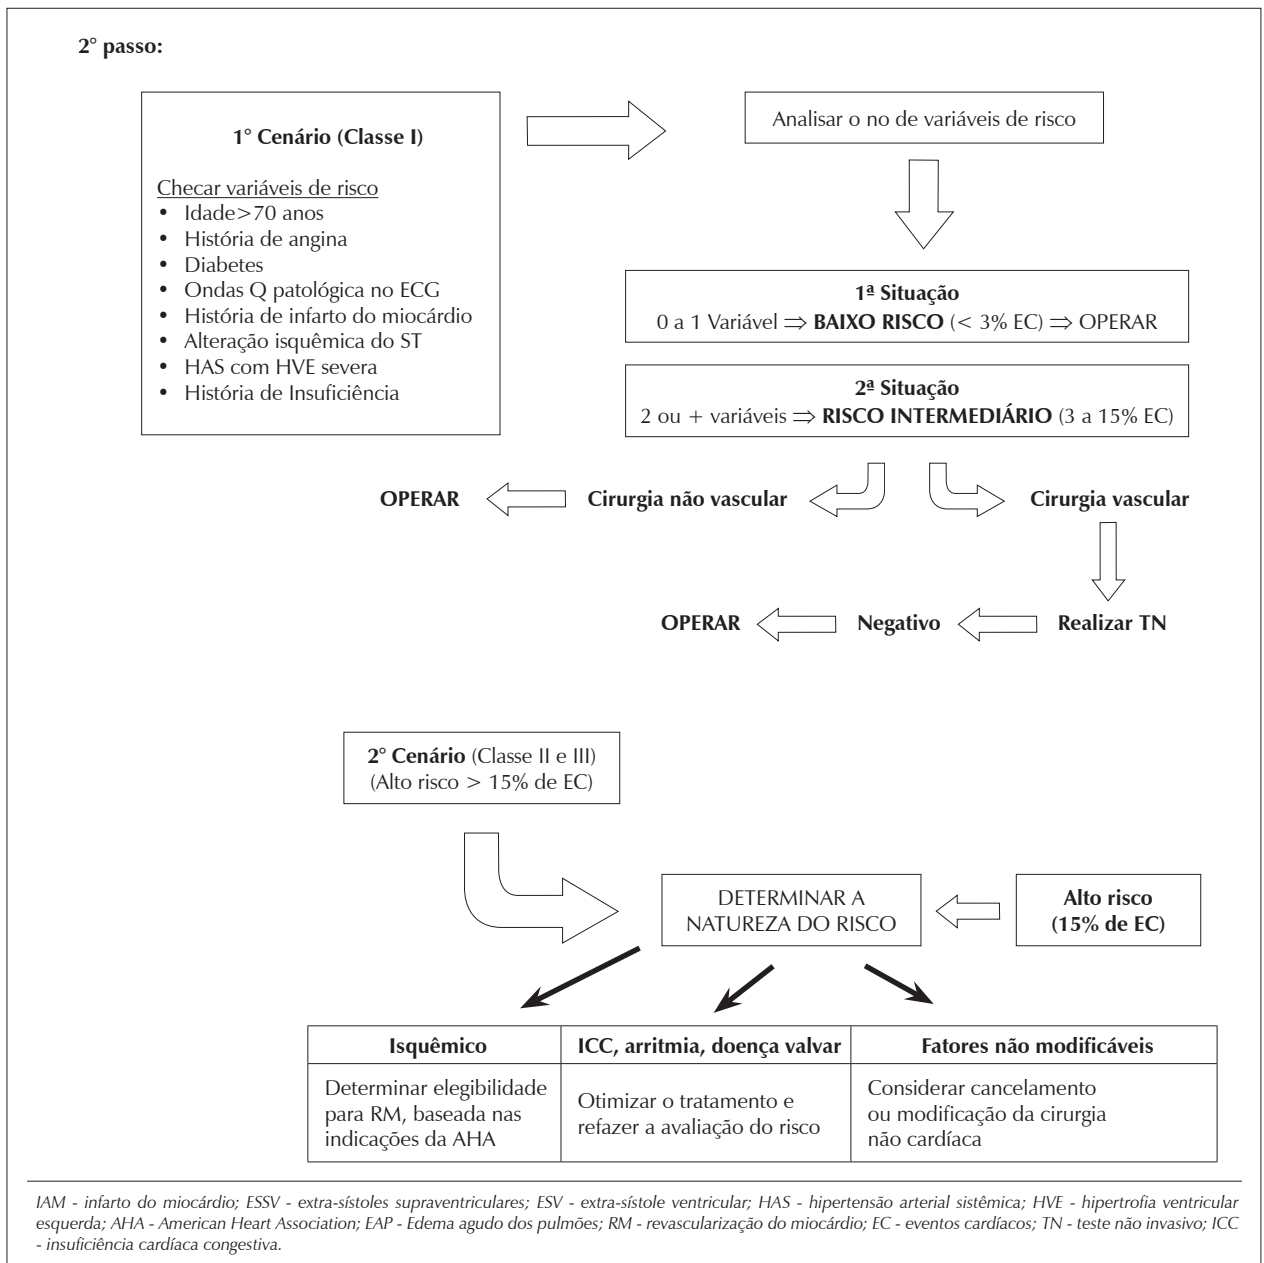 2° passo:
1° Cenário (Classe I)
Checar variáveis de risco
• Idade>70 anos
• História de angina
• Diabetes
• Ondas Q patológica no ECG
• História de infarto do miocárdio
• Alteração isquêmica do ST
• HAS com HVE severa
• História de Insuficiência
Analisar o no de variáveis de risco
1ª Situação
0 a 1 Variável ⇒ BAIXO RISCO (< 3% EC) ⇒ OPERAR
2ª Situação
2 ou + variáveis ⇒ RISCO INTERMEDIÁRIO (3 a 15% EC)
OPERAR
Cirurgia não vascular
Cirurgia vascular
OPERAR
Negativo
Realizar TN
2° Cenário (Classe II e III)
(Alto risco > 15% de EC)
DETERMINAR A
NATUREZA DO RISCO
Alto risco
(15% de EC)
Isquêmico
Determinar elegibilidade
para RM, baseada nas
indicações da AHA
ICC, arritmia, doença valvar
Otimizar o tratamento e
refazer a avaliação do risco
Fatores não modificáveis
Considerar cancelamento
ou modificação da cirurgia
não cardíaca
IAM - infarto do miocárdio; ESSV - extra-sístoles supraventriculares; ESV - extra-sístole ventricular; HAS - hipertensão arterial sistêmica; HVE - hipertrofia ventricular
esquerda; AHA - American Heart Association; EAP - Edema agudo dos pulmões; RM - revascularização do miocárdio; EC - eventos cardíacos; TN - teste não invasivo; ICC
- insuficiência cardíaca congestiva.